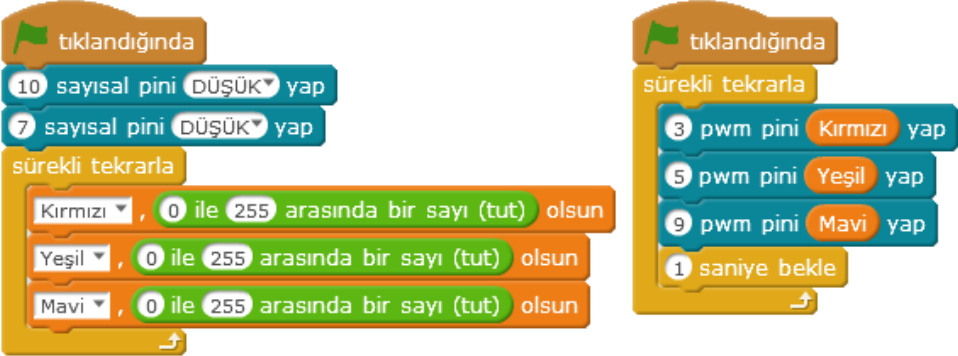 tıklandığında
10 sayısal pini DÜŞÜK yap
7 sayısal pini DÜŞÜK yap
sürekli tekrarla
Kırmızı , 0 ile 255 arasında bir sayı (tut) olsun
Yeşil , 0 ile 255 arasında bir sayı (tut) olsun
Mavi , 0 ile 255 arasında bir sayı (tut) olsun
tıklandığında
sürekli tekrarla
3 pwm pini Kırmızı yap
5 pwm pini Yeşil yap
9 pwm pini Mavi yap
1 saniye bekle